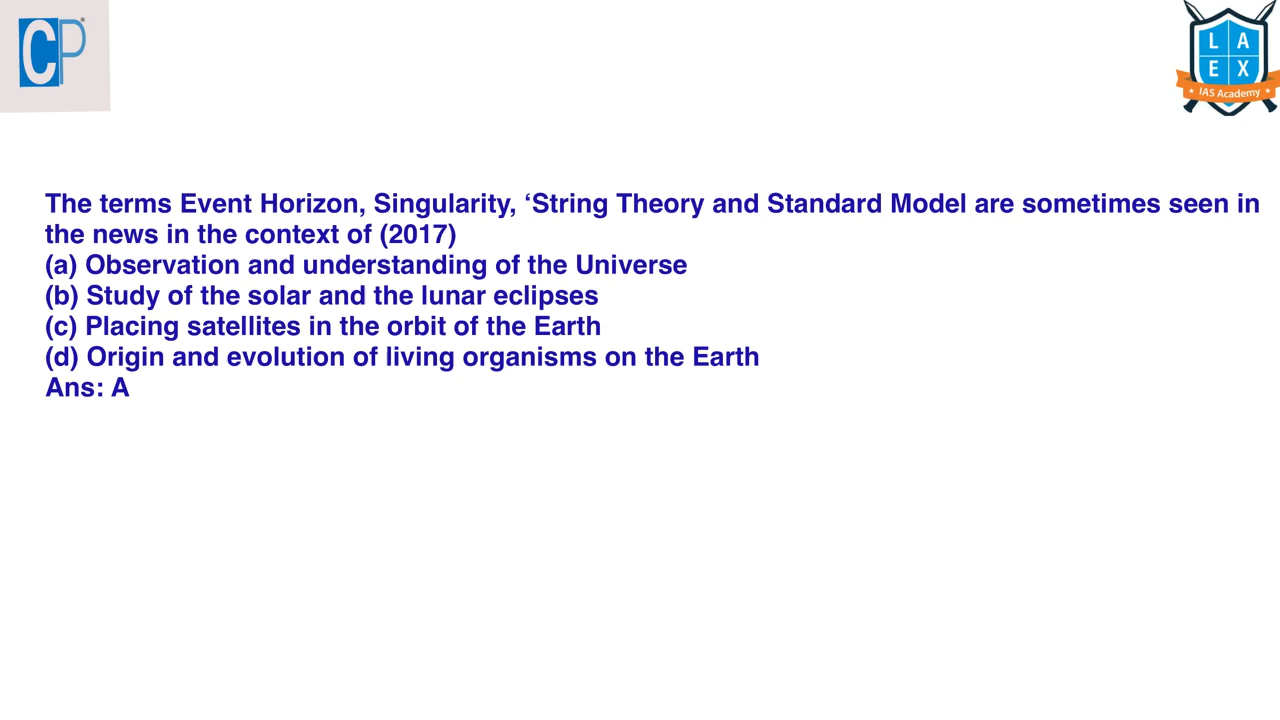 CP®
L A
E X
IAS Academy
The terms Event Horizon, Singularity, ‘String Theory and Standard Model are sometimes seen in
the news in the context of (2017)
(a) Observation and understanding of the Universe
(b) Study of the solar and the lunar eclipses
(c) Placing satellites in the orbit of the Earth
(d) Origin and evolution of living organisms on the Earth
Ans: A